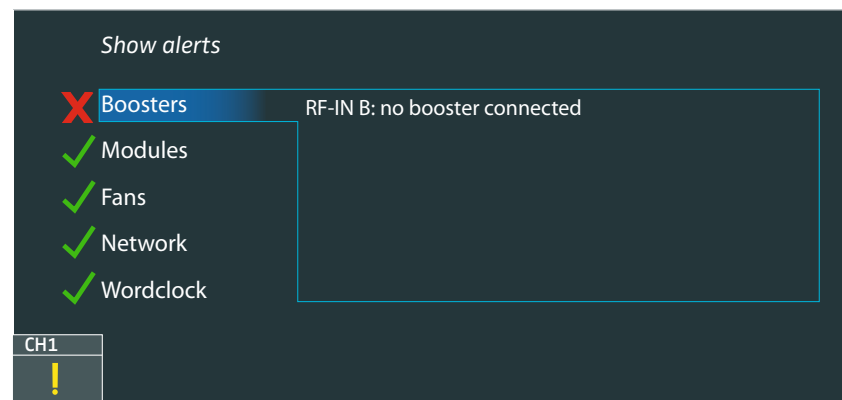 Show alerts
Boosters
RF-IN B: no booster connected
Modules
Fans
Network
Wordclock
CH1
!